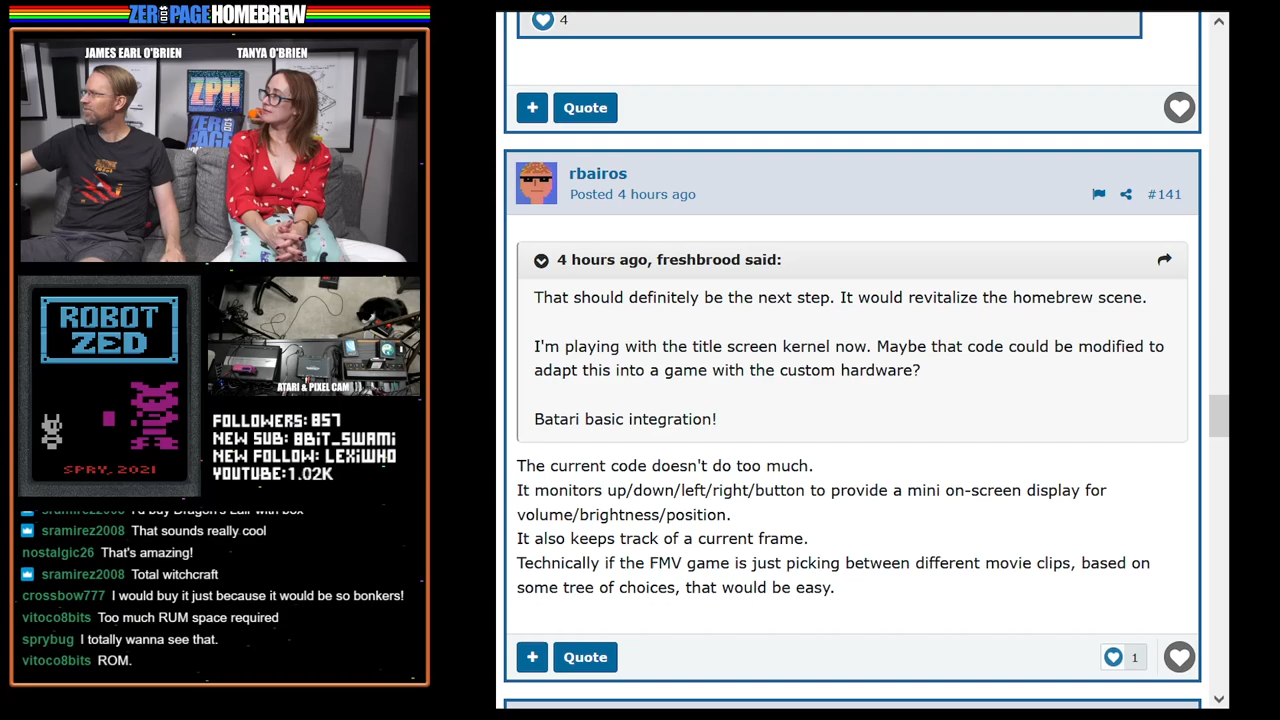 ZERO PAGE HOMEBREW
JAMES EARL O'BRIEN
TANYA O'BRIEN
ZPH
ZERO
PAGE
ROBOT
ZED
SPRY, 2021
ATARI & PIXEL CAM
FOLLOWERS: 857
NEW SUB: 8BIT_SWAMI
NEW FOLLOW: LEXIWHO
YOUTUBE:1.02K
sramirez2008 I'd buy Dragon's Lair with box
sramirez2008 That sounds really cool
nostalgic26 That's amazing!
sramirez2008 Total witchcraft
crossbow777 I would buy it just because it would be so bonkers!
vitoco8bits Too much RUM space required
sprybug I totally wanna see that.
vitoco8bits ROM.
4
+ Quote
rbairos
Posted 4 hours ago
#141
4 hours ago, freshbrood said:
That should definitely be the next step. It would revitalize the homebrew scene.
I'm playing with the title screen kernel now. Maybe that code could be modified to
adapt this into a game with the custom hardware?
Batari basic integration!
The current code doesn't do too much.
It monitors up/down/left/right/button to provide a mini on-screen display for
volume/brightness/position.
It also keeps track of a current frame.
Technically if the FMV game is just picking between different movie clips, based on
some tree of choices, that would be easy.
+ Quote
1